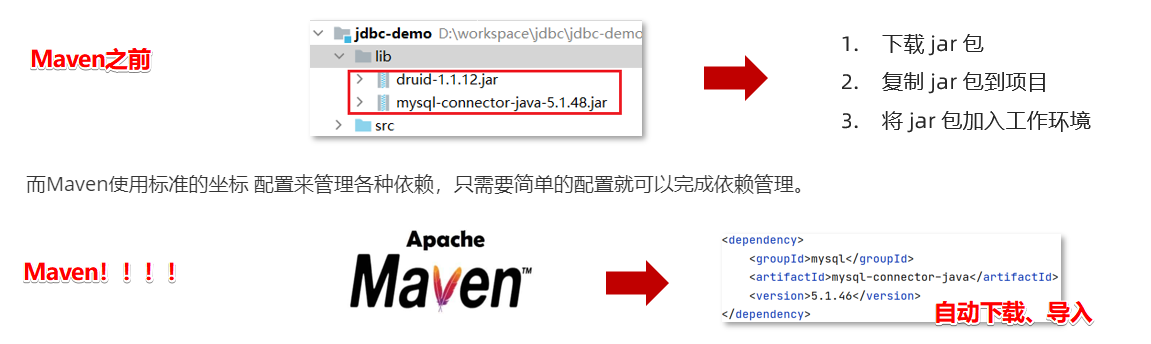 Maven之前
jdbc-demo D:\workspace\jdbc\jdbc-demo
lib
druid-1.1.12.jar
mysql-connector-java-5.1.48.jar
src
1. 下载 jar 包
2. 复制 jar 包到项目
3. 将 jar 包加入工作环境
而Maven使用标准的坐标 配置来管理各种依赖，只需要简单的配置就可以完成依赖管理。
Maven！！！！
Apache
Maven™
<dependency>
<groupId>mysql</groupId>
<artifactId>mysql-connector-java</artifactId>
<version>5.1.46</version>
</dependency>
自动下载、导入